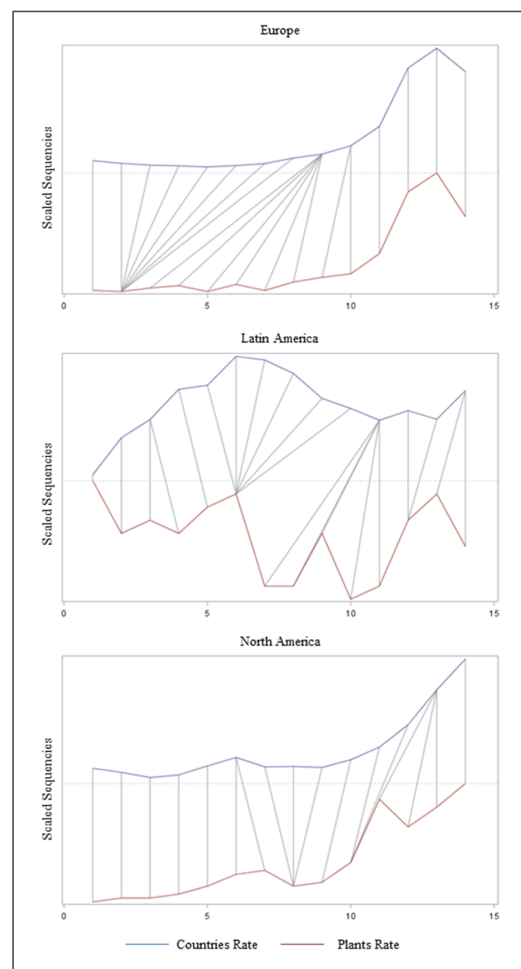 Europe
Scaled Sequencies
0 5 10 15
Latin America
Scaled Sequencies
0 5 10 15
North America
Scaled Sequencies
0 5 10 15
Countries Rate Plants Rate